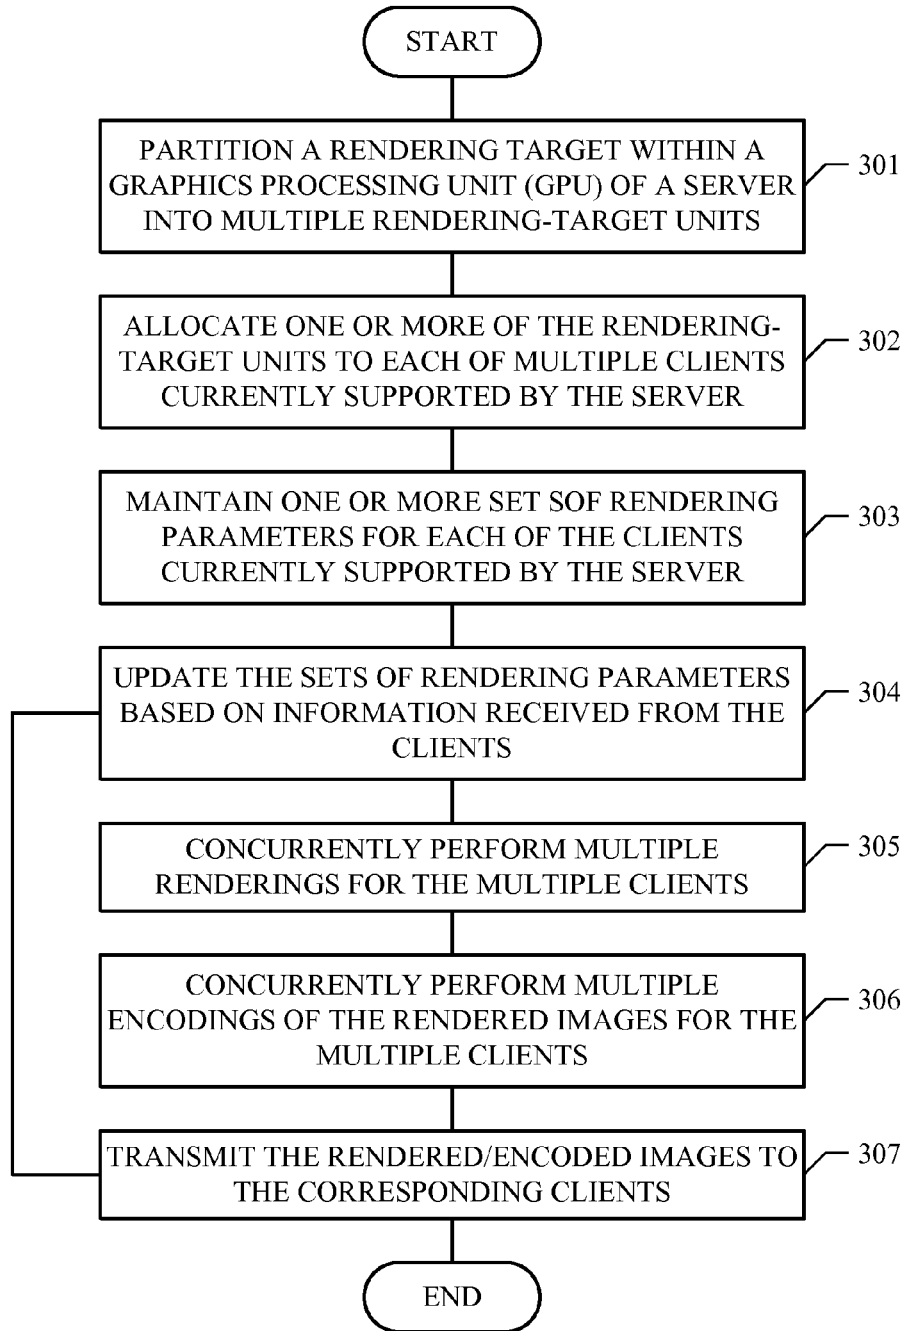 START
PARTITION A RENDERING TARGET WITHIN A
GRAPHICS PROCESSING UNIT (GPU) OF A SERVER
INTO MULTIPLE RENDERING-TARGET UNITS
301
ALLOCATE ONE OR MORE OF THE RENDERING-
TARGET UNITS TO EACH OF MULTIPLE CLIENTS
CURRENTLY SUPPORTED BY THE SERVER
302
MAINTAIN ONE OR MORE SET SOF RENDERING
PARAMETERS FOR EACH OF THE CLIENTS
CURRENTLY SUPPORTED BY THE SERVER
303
UPDATE THE SETS OF RENDERING PARAMETERS
BASED ON INFORMATION RECEIVED FROM THE
CLIENTS
304
CONCURRENTLY PERFORM MULTIPLE
RENDERINGS FOR THE MULTIPLE CLIENTS
305
CONCURRENTLY PERFORM MULTIPLE
ENCODINGS OF THE RENDERED IMAGES FOR THE
MULTIPLE CLIENTS
306
TRANSMIT THE RENDERED/ENCODED IMAGES TO
THE CORRESPONDING CLIENTS
307
END